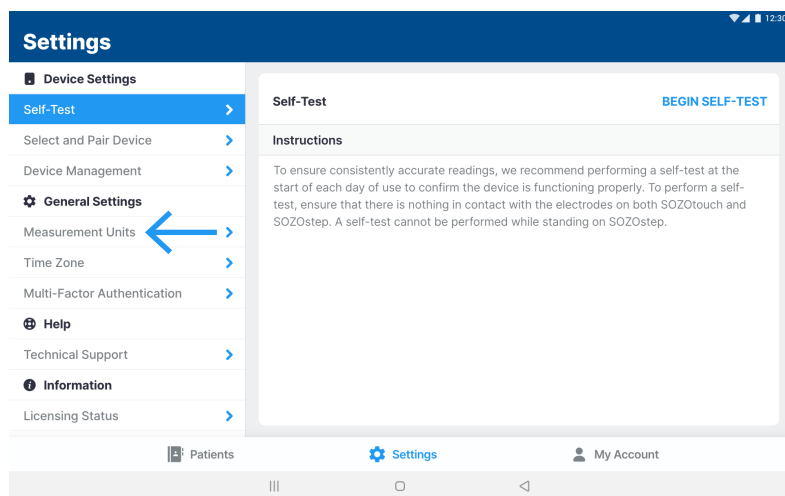 12:30
Settings
Device Settings
Self-Test
Select and Pair Device
Device Management
General Settings
Measurement Units
Time Zone
Multi-Factor Authentication
Help
Technical Support
Information
Licensing Status
Self-Test
BEGIN SELF-TEST
Instructions
To ensure consistently accurate readings, we recommend performing a self-test at the
start of each day of use to confirm the device is functioning properly. To perform a self-
test, ensure that there is nothing in contact with the electrodes on both SOZOtouch and
SOZOstep. A self-test cannot be performed while standing on SOZOstep.
Patients
Settings
My Account